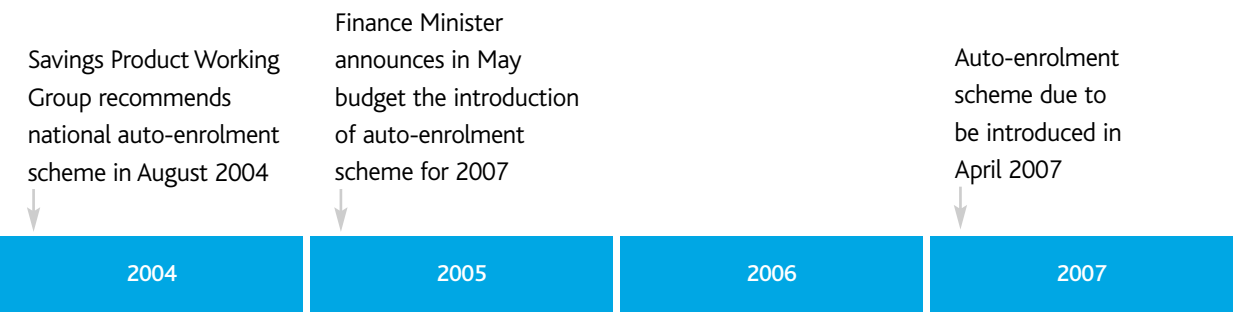 Savings Product Working
Group recommends
national auto-enrolment
scheme in August 2004
Finance Minister
announces in May
budget the introduction
of auto-enrolment
scheme for 2007
Auto-enrolment
scheme due to
be introduced in
April 2007
2004
2005
2006
2007